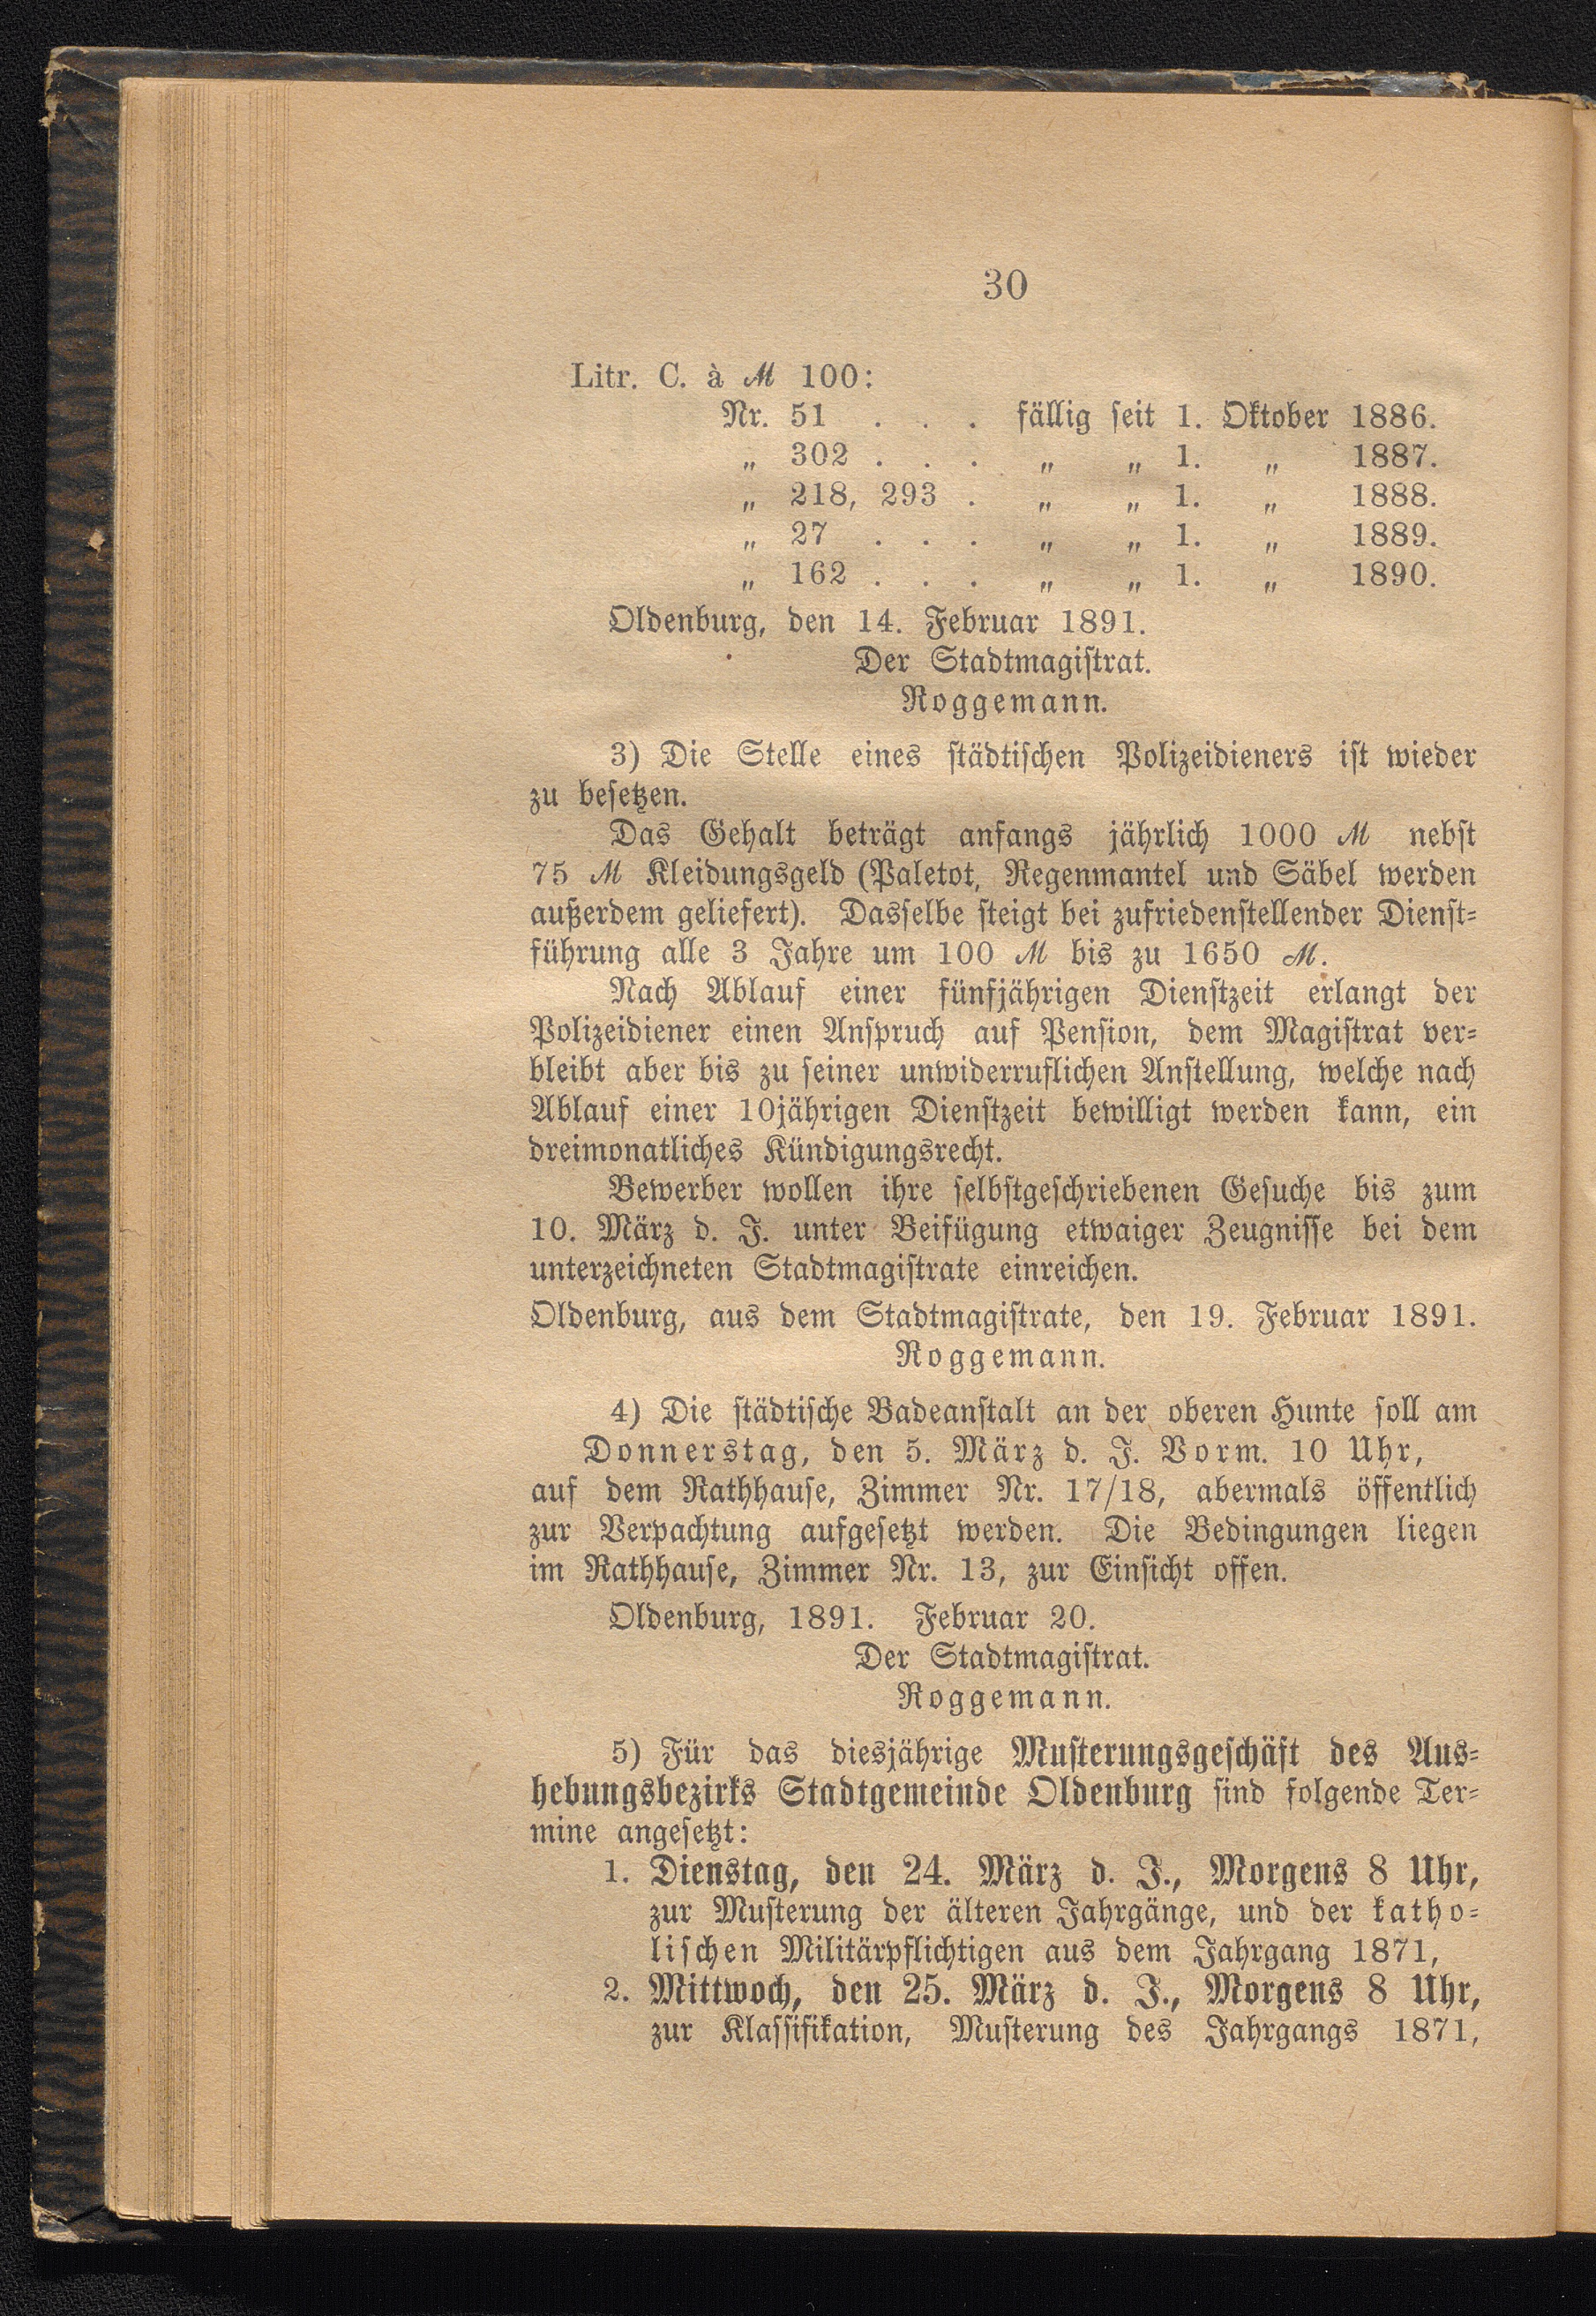 30
Litr. C. à ℳ 100:
Nr. 51 . . . fällig seit 1. Oktober 1886.
„ 302 . . . „ „ 1. „ 1887.
„ 218, 293 . „ „ 1. „ 1888.
„ 27 . . . „ „ 1. „ 1889.
„ 162 . . . „ „ 1. „ 1890.
Oldenburg, den 14. Februar 1891.
Der Stadtmagistrat.
Roggemann.
3) Die Stelle eines städtischen Polizeidieners ist wieder
zu besetzen.
Das Gehalt beträgt anfangs jährlich 1000 ℳ nebst
75 ℳ Kleidungsgeld (Paletot, Regenmantel und Säbel werden
außerdem geliefert). Dasselbe steigt bei zufriedenstellender Dienst-
führung alle 3 Jahre um 100 ℳ bis zu 1650 ℳ.
Nach Ablauf einer fünfjährigen Dienstzeit erlangt der
Polizeidiener einen Anspruch auf Pension, dem Magistrat ver-
bleibt aber bis zu seiner unwiderruflichen Anstellung, welche nach
Ablauf einer 10jährigen Dienstzeit bewilligt werden kann, ein
dreimonatliches Kündigungsrecht.
Bewerber wollen ihre selbstgeschriebenen Gesuche bis zum
10. März d. J. unter Beifügung etwaiger Zeugnisse bei dem
unterzeichneten Stadtmagistrate einreichen.
Oldenburg, aus dem Stadtmagistrate, den 19. Februar 1891.
Roggemann.
4) Die städtische Badeanstalt an der oberen Hunte soll am
Donnerstag, den 5. März d. J. Vorm. 10 Uhr,
auf dem Rathhause, Zimmer Nr. 17/18, abermals öffentlich
zur Verpachtung aufgesetzt werden. Die Bedingungen liegen
im Rathhause, Zimmer Nr. 13, zur Einsicht offen.
Oldenburg, 1891. Februar 20.
Der Stadtmagistrat.
Roggemann.
5) Für das diesjährige Musterungsgeschäft des Aus-
hebungsbezirks Stadtgemeinde Oldenburg sind folgende Ter-
mine angesetzt:
1. Dienstag, den 24. März d. J., Morgens 8 Uhr,
zur Musterung der älteren Jahrgänge, und der katho-
lischen Militärpflichtigen aus dem Jahrgang 1871,
2. Mittwoch, den 25. März d. J., Morgens 8 Uhr,
zur Klassifikation, Musterung des Jahrgangs 1871,